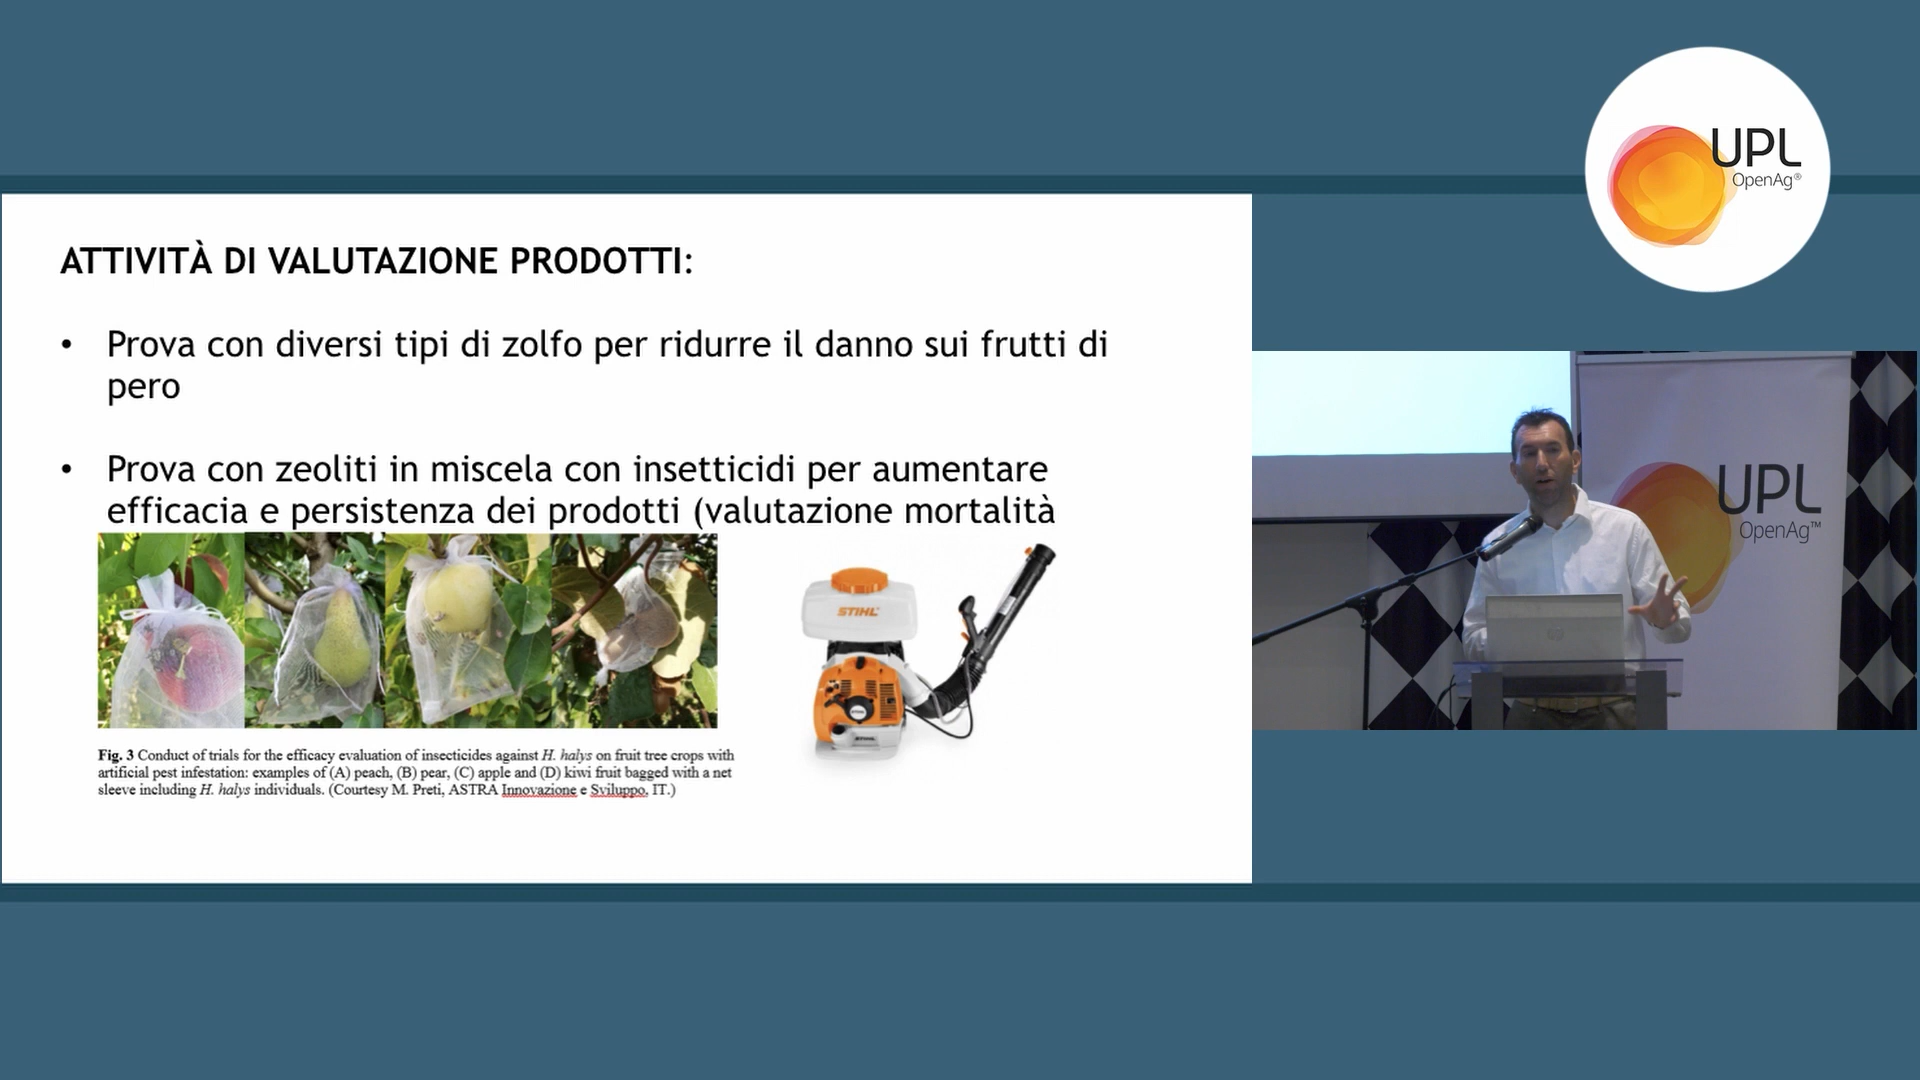 UPL
OpenAg®
ATTIVITÀ DI VALUTAZIONE PRODOTTI:
• Prova con diversi tipi di zolfo per ridurre il danno sui frutti di
pero
• Prova con zeoliti in miscela con insetticidi per aumentare
efficacia e persistenza dei prodotti (valutazione mortalità
STIHL
STIHL
Fig. 3 Conduct of trials for the efficacy evaluation of insecticides against H. halys on fruit tree crops with
artificial pest infestation: examples of (A) peach, (B) pear, (C) apple and (D) kiwi fruit bagged with a net
sleeve including H. halys individuals. (Courtesy M. Preti, ASTRA Innovazione e Sviluppo, IT.)
UPL
OpenAg™